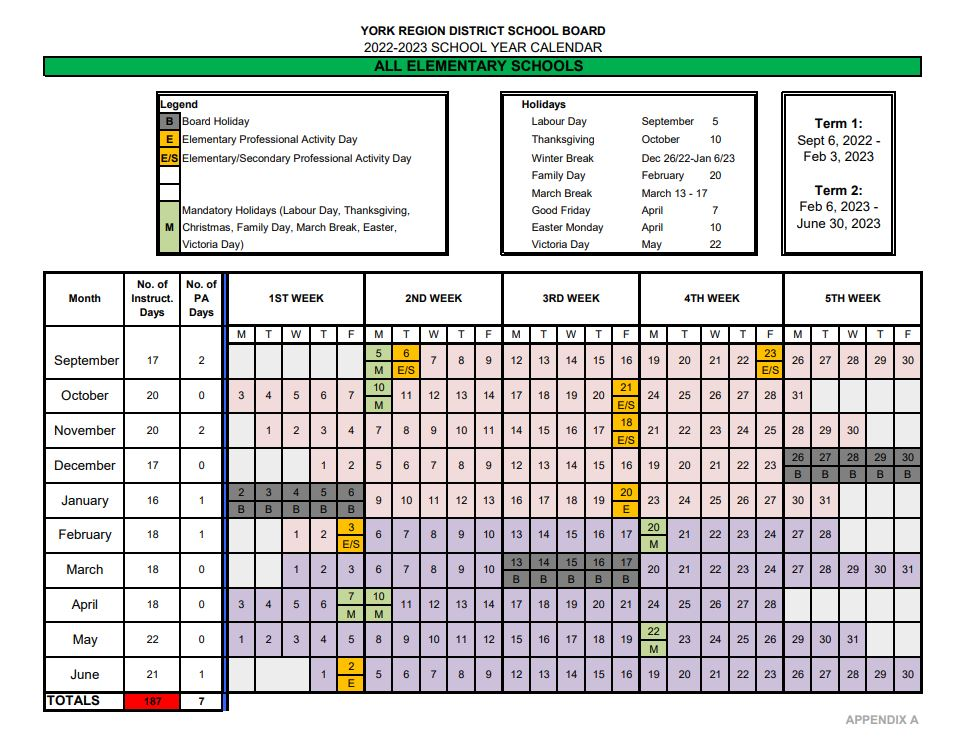 YORK REGION DISTRICT SCHOOL BOARD
2022-2023 SCHOOL YEAR CALENDAR
ALL ELEMENTARY SCHOOLS
Legend
B Board Holiday
E Elementary Professional Activity Day
E/S Elementary/Secondary Professional Activity Day
M Mandatory Holidays (Labour Day, Thanksgiving,
Christmas, Family Day, March Break, Easter,
Victoria Day)
Holidays
Labour Day September 5
Thanksgiving October 10
Winter Break Dec 26/22-Jan 6/23
Family Day February 20
March Break March 13 - 17
Good Friday April 7
Easter Monday April 10
Victoria Day May 22
Term 1:
Sept 6, 2022 -
Feb 3, 2023
Term 2:
Feb 6, 2023 -
June 30, 2023
Month No. of Instruct. Days No. of PA Days 1ST WEEK 2ND WEEK 3RD WEEK 4TH WEEK 5TH WEEK
M T W T F M T W T F M T W T F M T W T F M T W T F
September 17 2 5 6 7 8 9 12 13 14 15 16 19 20 21 22 23 26 27 28 29 30
M E/S E/S
October 20 0 3 4 5 6 7 10 11 12 13 14 17 18 19 20 21 24 25 26 27 28 31
M E/S
November 20 2 1 2 3 4 7 8 9 10 11 14 15 16 17 18 21 22 23 24 25 28 29 30
E/S
December 17 0 1 2 5 6 7 8 9 12 13 14 15 16 19 20 21 22 23 26 27 28 29 30
B B B B B
January 16 1 2 3 4 5 6 9 10 11 12 13 16 17 18 19 20 23 24 25 26 27 30 31
B B B B B E
February 18 1 1 2 3 6 7 8 9 10 13 14 15 16 17 20 21 22 23 24 27 28
E/S M
March 18 0 1 2 3 6 7 8 9 10 13 14 15 16 17 20 21 22 23 24 27 28 29 30 31
B B B B B
April 18 0 3 4 5 6 7 10 11 12 13 14 17 18 19 20 21 24 25 26 27 28
M M
May 22 0 1 2 3 4 5 8 9 10 11 12 15 16 17 18 19 22 23 24 25 26 29 30 31
M
June 21 1 1 2 5 6 7 8 9 12 13 14 15 16 19 20 21 22 23 26 27 28 29 30
E
TOTALS 187 7
APPENDIX A